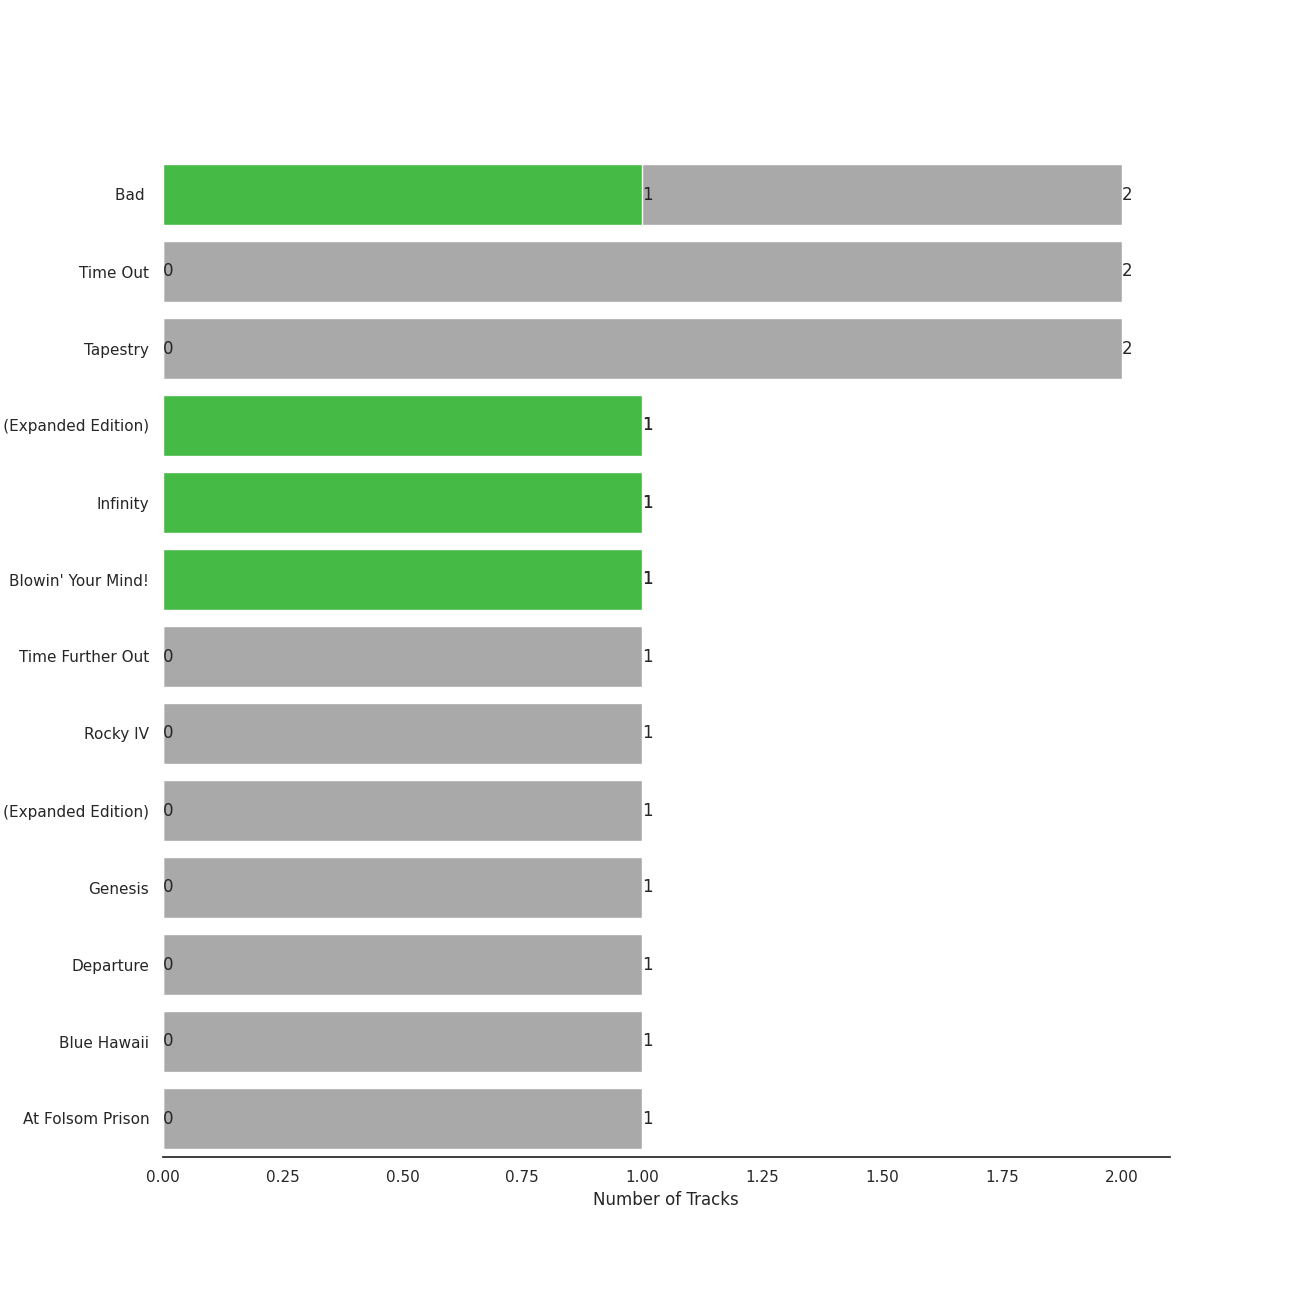 Bad 1 2
Time Out 0 2
Tapestry 0 2
(Expanded Edition) 1
Infinity 1
Blowin' Your Mind! 1
Time Further Out 0 1
Rocky IV 0 1
(Expanded Edition) 0 1
Genesis 0 1
Departure 0 1
Blue Hawaii 0 1
At Folsom Prison 0 1
0.00 0.25 0.50 0.75 1.00 1.25 1.50 1.75 2.00
Number of Tracks